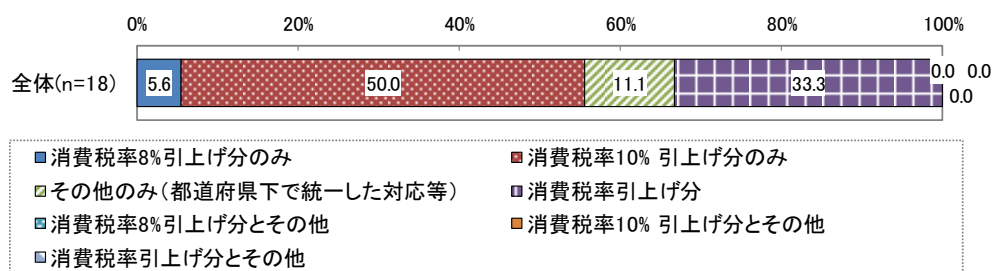 0% 20% 40% 60% 80% 100%
全体(n=18) 5.6 50.0 11.1 33.3 0.0 0.0
0.0
消費税率8%引上げ分のみ 消費税率10% 引上げ分のみ
その他のみ(都道府県下で統一した対応等) 消費税率引上げ分
消費税率8%引上げ分とその他 消費税率10% 引上げ分とその他
消費税率引上げ分とその他